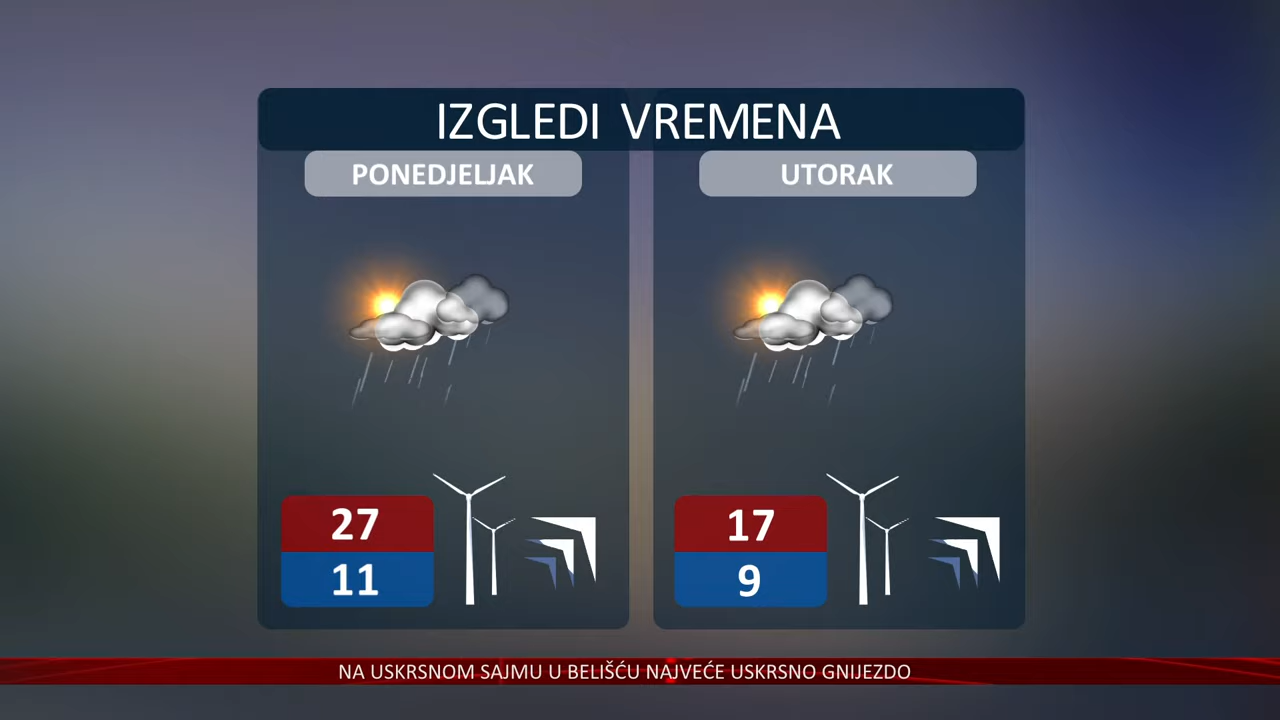 IZGLEDI VREMENA
PONEDJELJAK
27
11
UTORAK
17
9
NA USKRSNOM SAJMU U BELIŠĆU NAJVEĆE USKRSNO GNIJEZDO